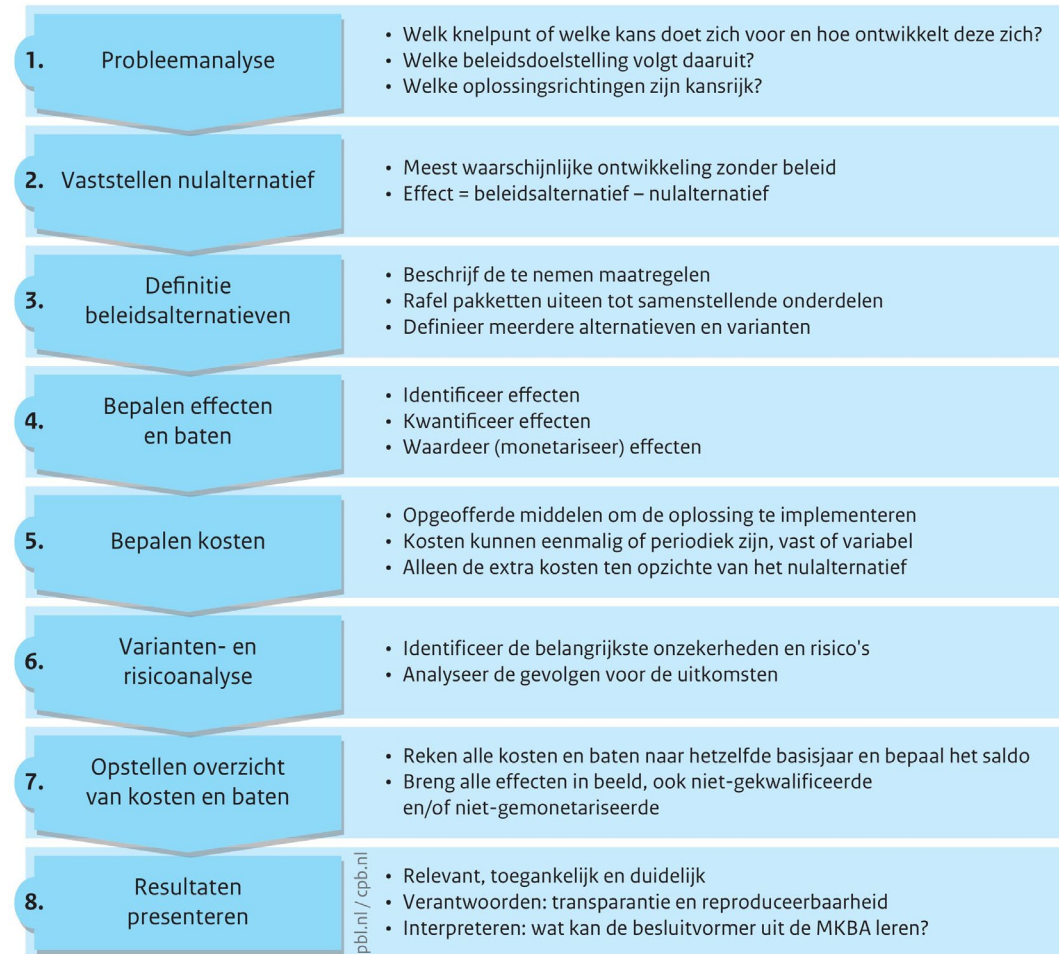 1.
Probleemanalyse
• Welk knelpunt of welke kans doet zich voor en hoe ontwikkelt deze zich?
• Welke beleidsdoelstelling volgt daaruit?
• Welke oplossingsrichtingen zijn kansrijk?
2.
Vaststellen nulalternatief
• Meest waarschijnlijke ontwikkeling zonder beleid
• Effect = beleidsalternatief – nulalternatief
3.
Definitie
beleidsalternatieven
• Beschrijf de te nemen maatregelen
• Rafel pakketten uiteen tot samenstellende onderdelen
• Definieer meerdere alternatieven en varianten
4.
Bepalen effecten
en baten
• Identificeer effecten
• Kwantificeer effecten
• Waardeer (monetariseer) effecten
5.
Bepalen kosten
• Opgeofferde middelen om de oplossing te implementeren
• Kosten kunnen eenmalig of periodiek zijn, vast of variabel
• Alleen de extra kosten ten opzichte van het nulalternatief
6.
Varianten- en
risicoanalyse
• Identificeer de belangrijkste onzekerheden en risico's
• Analyseer de gevolgen voor de uitkomsten
7.
Opstellen overzicht
van kosten en baten
• Reken alle kosten en baten naar hetzelfde basisjaar en bepaal het saldo
• Breng alle effecten in beeld, ook niet-gekwalificeerde
en/of niet-gemonetariseerde
8.
Resultaten
presenteren
pbl.nl / cpb.nl
• Relevant, toegankelijk en duidelijk
• Verantwoorden: transparantie en reproduceerbaarheid
• Interpreteren: wat kan de besluitvormer uit de MKBA leren?